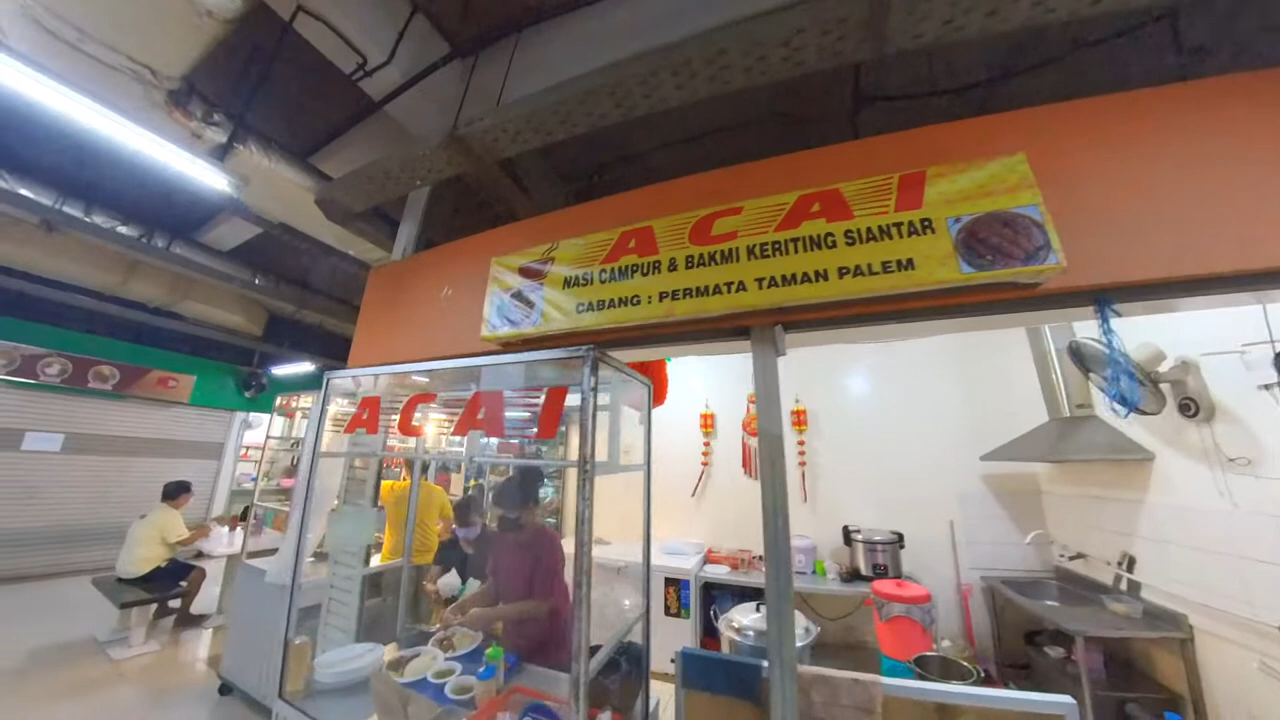 ACAI
NASI CAMPUR & BAKMI KERITING SIANTAR
CABANG : PERMATA TAMAN PALEM
ACAI